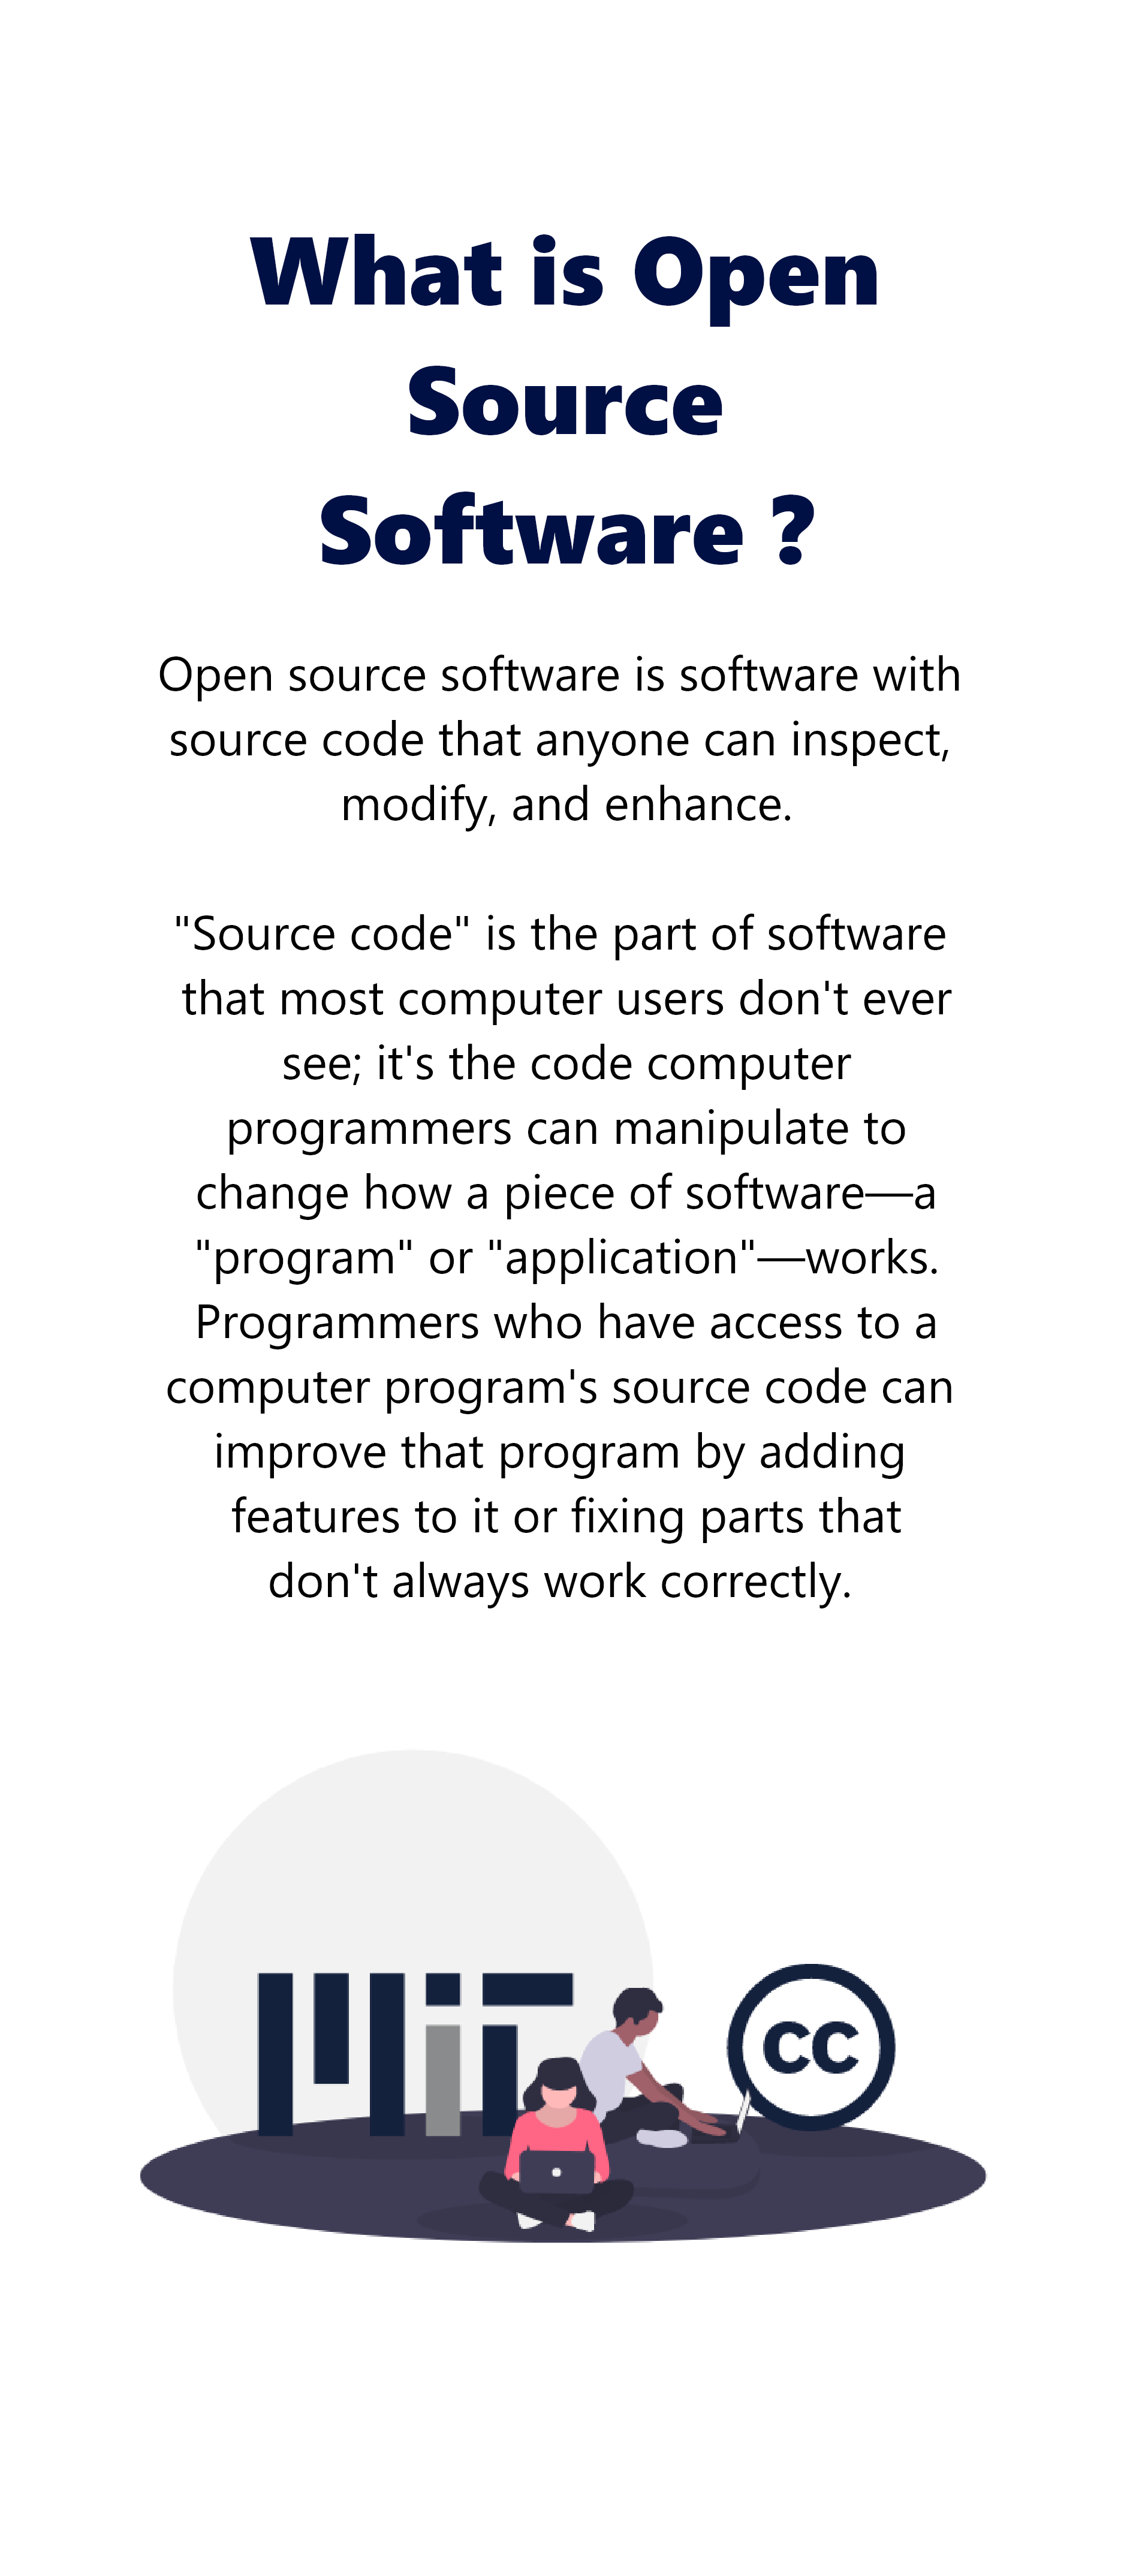 What is Open
Source
Software ?
Open source software is software with
source code that anyone can inspect,
modify, and enhance.
"Source code" is the part of software
that most computer users don't ever
see; it's the code computer
programmers can manipulate to
change how a piece of software—a
"program" or "application"—works.
Programmers who have access to a
computer program's source code can
improve that program by adding
features to it or fixing parts that
don't always work correctly.
MiT
cc